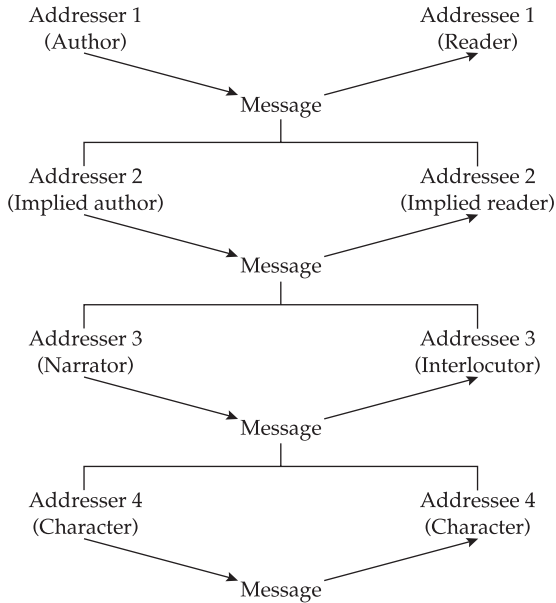 Addresser 1
(Author)
Addressee 1
(Reader)
Message
Addresser 2
(Implied author)
Addressee 2
(Implied reader)
Message
Addresser 3
(Narrator)
Addressee 3
(Interlocutor)
Message
Addresser 4
(Character)
Addressee 4
(Character)
Message